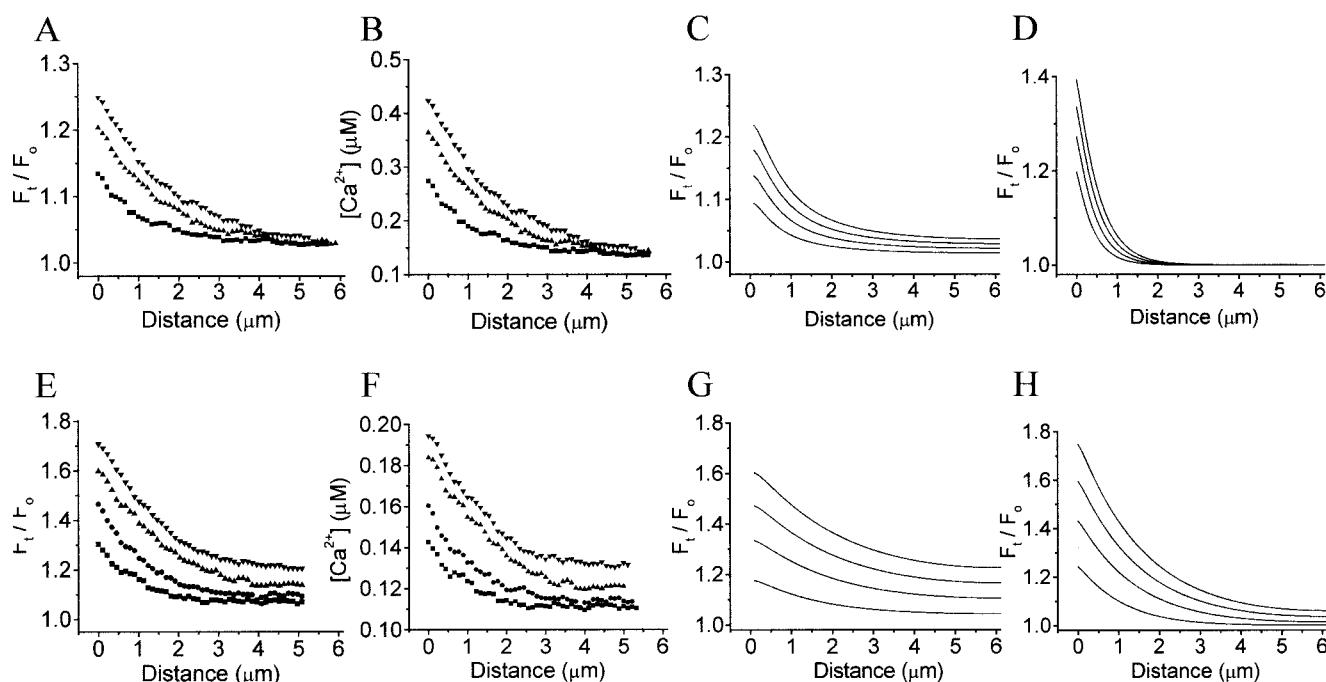 A
B
C
D
1.3
1.2
1.1
1.0
Fₜ / Fₒ
0 1 2 3 4 5 6
Distance (μm)
0.5
0.4
0.3
0.2
0.1
[Ca²⁺] (μM)
0 1 2 3 4 5 6
Distance (μm)
1.3
1.2
1.1
1.0
Fₜ / Fₒ
0 1 2 3 4 5 6
Distance (μm)
1.4
1.2
1.0
Fₜ / Fₒ
0 1 2 3 4 5 6
Distance (μm)
E
F
G
H
1.8
1.6
1.4
1.2
1.0
Fₜ / Fₒ
0 1 2 3 4 5 6
Distance (μm)
0.20
0.18
0.16
0.14
0.12
0.10
[Ca²⁺] (μM)
0 1 2 3 4 5 6
Distance (μm)
1.8
1.6
1.4
1.2
1.0
Fₜ / Fₒ
0 1 2 3 4 5 6
Distance (μm)
1.8
1.6
1.4
1.2
1.0
Fₜ / Fₒ
0 1 2 3 4 5 6
Distance (μm)